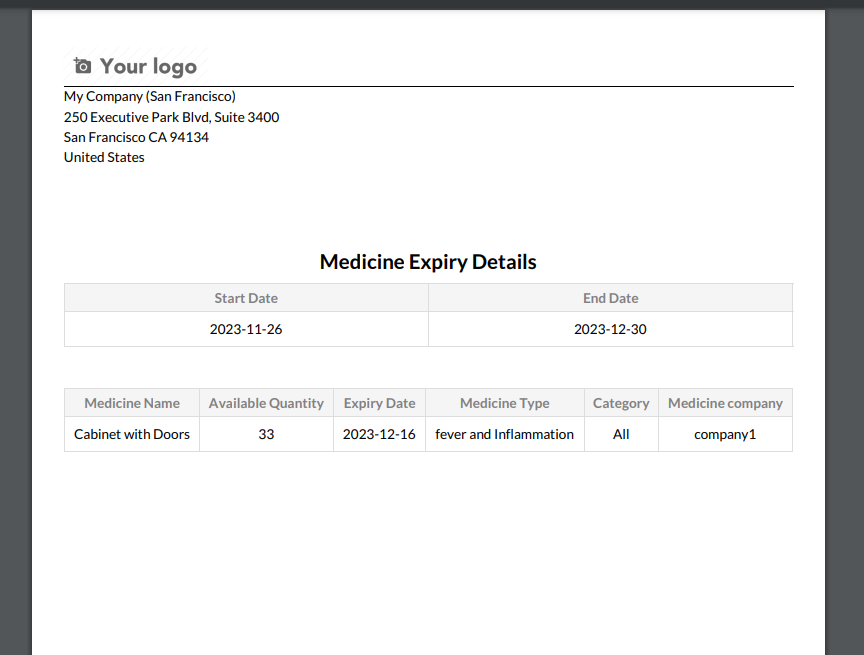 Your logo
My Company (San Francisco)
250 Executive Park Blvd, Suite 3400
San Francisco CA 94134
United States
Medicine Expiry Details
Start Date End Date
2023-11-26 2023-12-30
Medicine Name Available Quantity Expiry Date Medicine Type Category Medicine company
Cabinet with Doors 33 2023-12-16 fever and Inflammation All company1